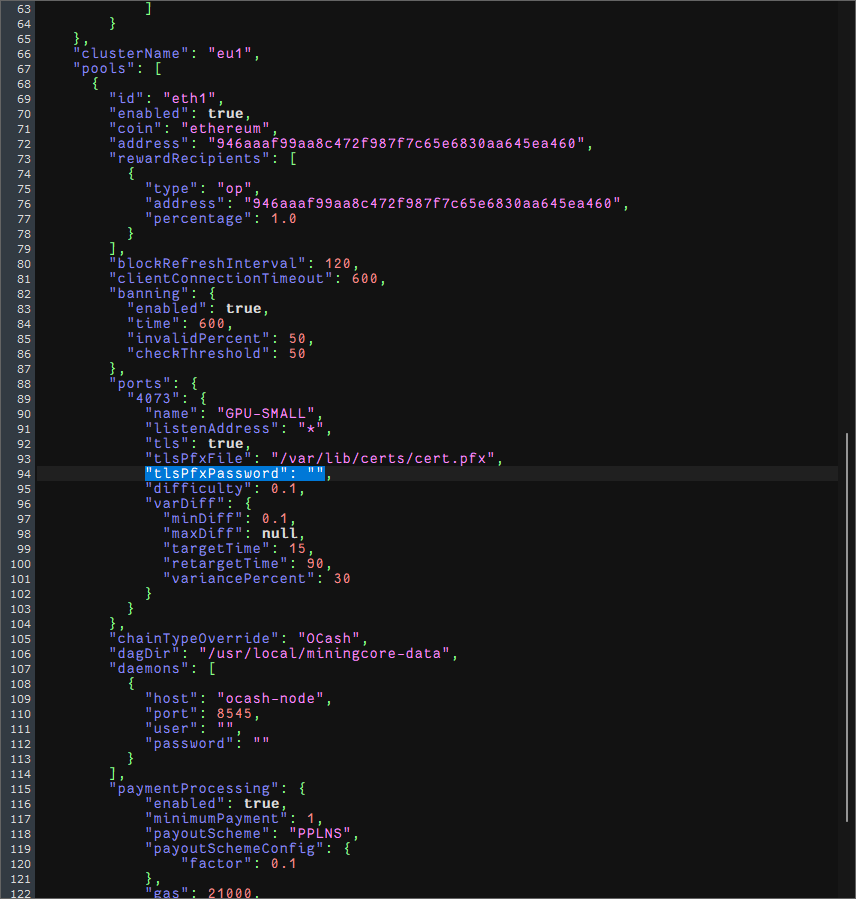 63 ]
64 }
65 },
66 "clusterName": "eu1",
67 "pools": [
68 {
69 "id": "eth1",
70 "enabled": true,
71 "coin": "ethereum",
72 "address": "946aaaf99aa8c472f987f7c65e6830aa645ea460",
73 "rewardRecipients": [
74 {
75 "type": "op",
76 "address": "946aaaf99aa8c472f987f7c65e6830aa645ea460",
77 "percentage": 1.0
78 }
79 ],
80 "blockRefreshInterval": 120,
81 "clientConnectionTimeout": 600,
82 "banning": {
83 "enabled": true,
84 "time": 600,
85 "invalidPercent": 50,
86 "checkThreshold": 50
87 },
88 "ports": {
89 "4073": {
90 "name": "GPU-SMALL",
91 "listenAddress": "*",
92 "tls": true,
93 "tlsPfxFile": "/var/lib/certs/cert.pfx",
94 "tlsPfxPassword": "",
95 "difficulty": 0.1,
96 "varDiff": {
97 "minDiff": 0.1,
98 "maxDiff": null,
99 "targetTime": 15,
100 "retargetTime": 90,
101 "variancePercent": 30
102 }
103 }
104 },
105 "chainTypeOverride": "OCash",
106 "dagDir": "/usr/local/miningcore-data",
107 "daemons": [
108 {
109 "host": "ocash-node",
110 "port": 8545,
111 "user": "",
112 "password": ""
113 }
114 ],
115 "paymentProcessing": {
116 "enabled": true,
117 "minimumPayment": 1,
118 "payoutScheme": "PPLNS",
119 "payoutSchemeConfig": {
120 "factor": 0.1
121 },
122 "gas": 21000,